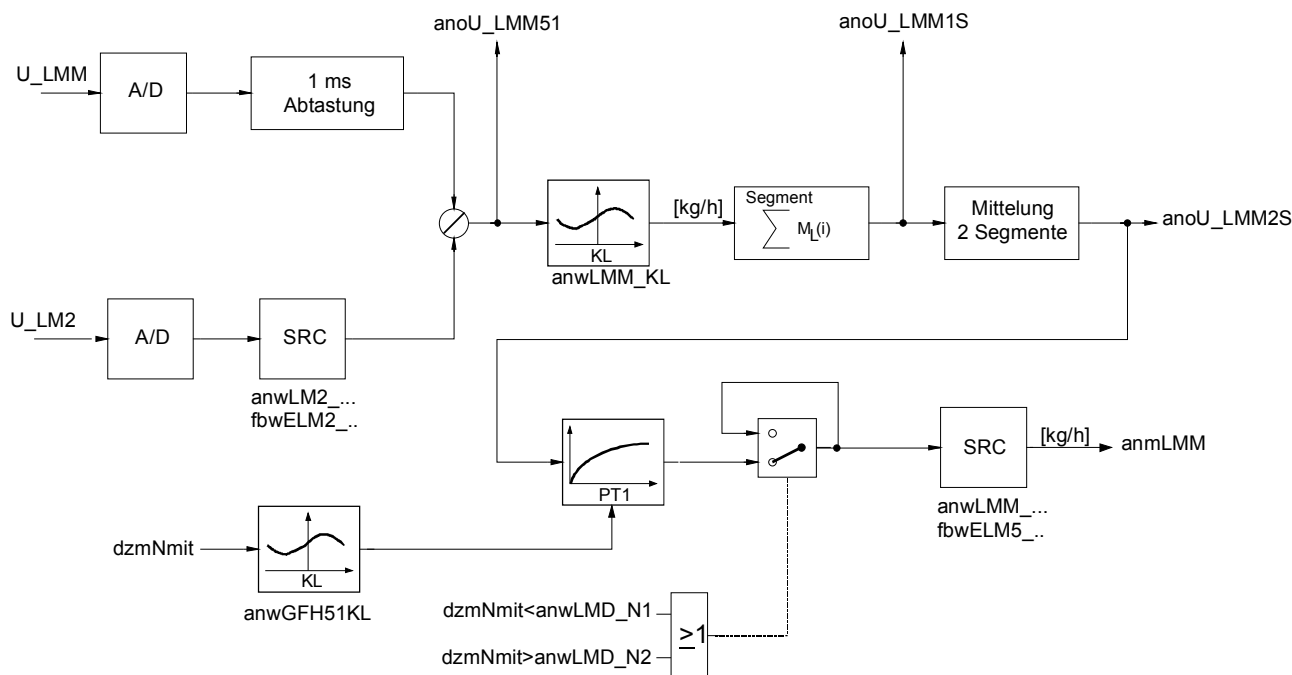 anoU_LMM51
anoU_LMM1S
U_LMM
A/D
1 ms
Abtastung
[kg/h]
Segment
∑ ML(i)
Mittelung
2 Segmente
anoU_LMM2S
KL
anwLMM_KL
U_LM2
A/D
SRC
anwLM2_...
fbwELM2_..
PT1
SRC
[kg/h]
anmLMM
anwLMM_...
fbwELM5_..
dzmNmit
KL
anwGFH51KL
dzmNmit<anwLMD_N1
≥1
dzmNmit>anwLMD_N2